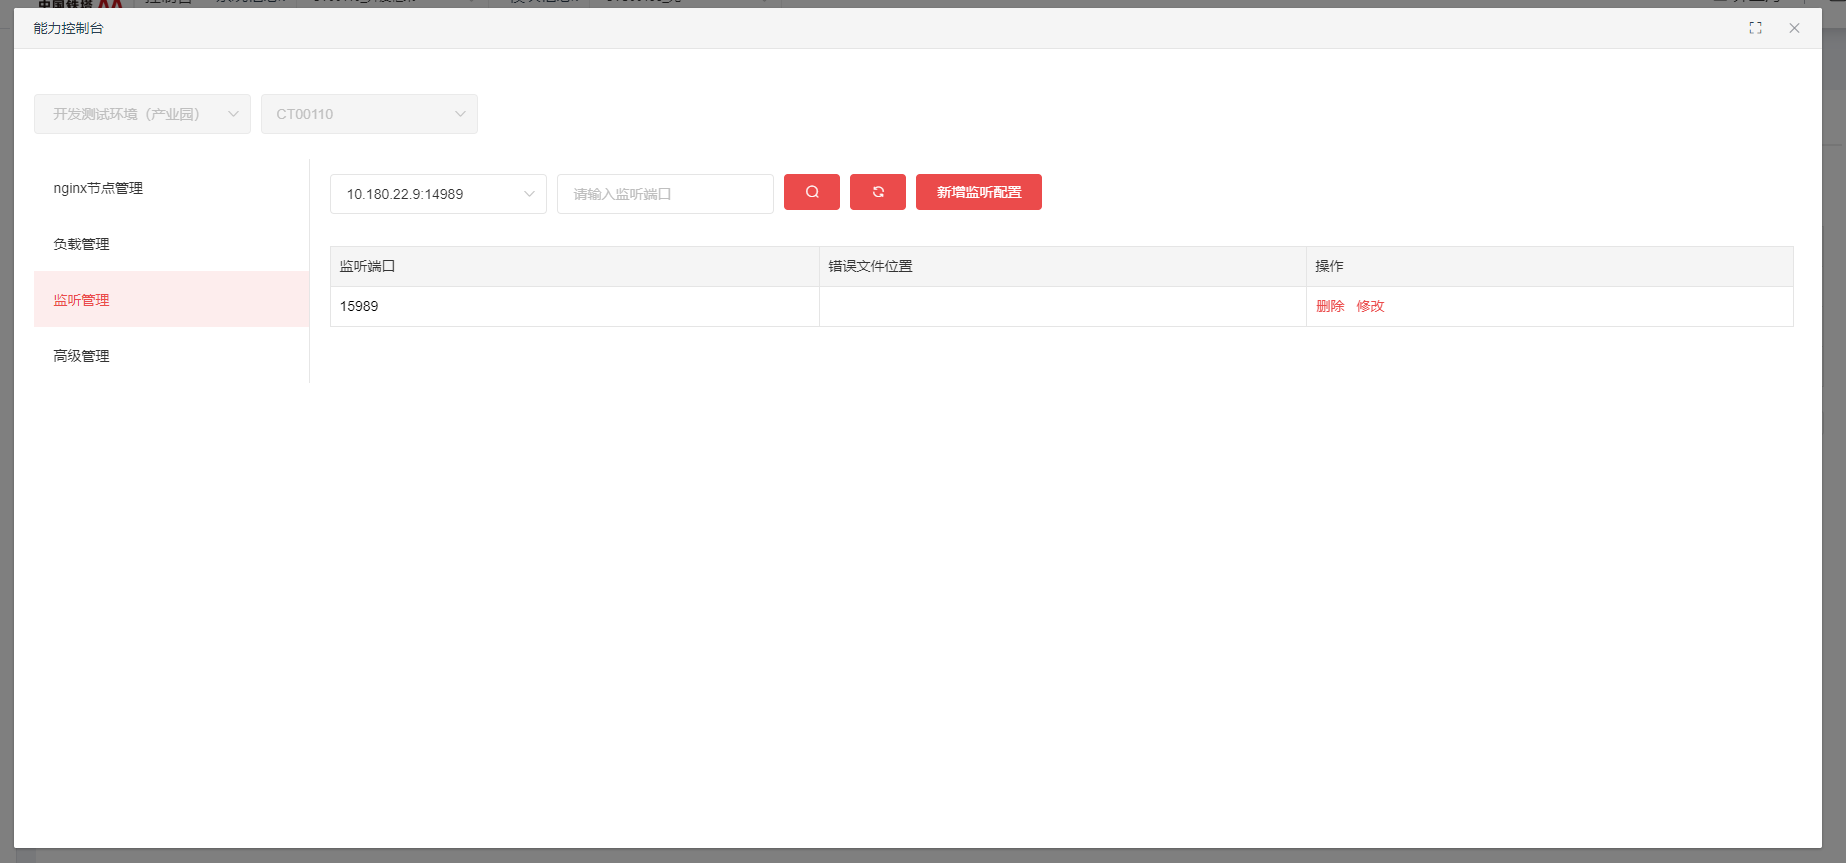 能力控制台
开发测试环境（产业园）
CT00110
nginx节点管理
负载管理
监听管理
高级管理
10.180.22.9:14989
请输入监听端口
新增监听配置
监听端口 错误文件位置 操作
15989 删除 修改